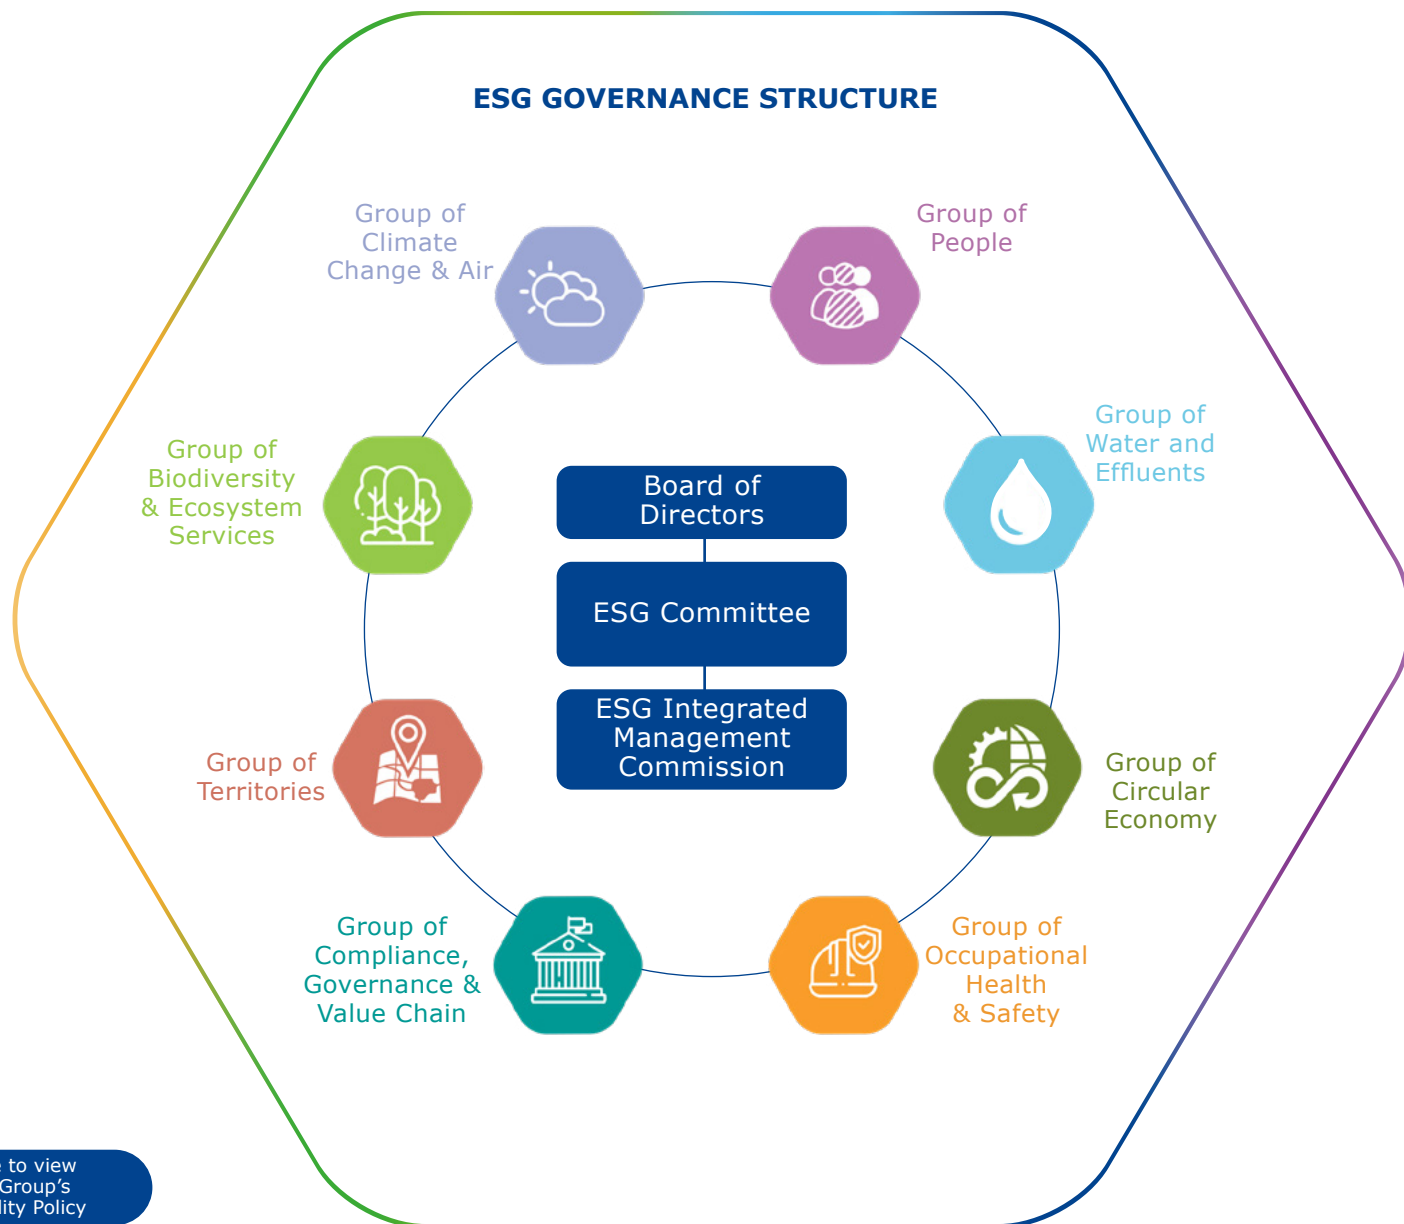 ESG GOVERNANCE STRUCTURE
Group of
Climate
Change & Air
Group of
People
Group of
Water and
Effluents
Group of
Biodiversity
& Ecosystem
Services
Board of
Directors
ESG Committee
ESG Integrated
Management
Commission
Group of
Territories
Group of
Circular
Economy
Group of
Compliance,
Governance &
Value Chain
Group of
Occupational
Health
& Safety
to view
Group’s
Policy